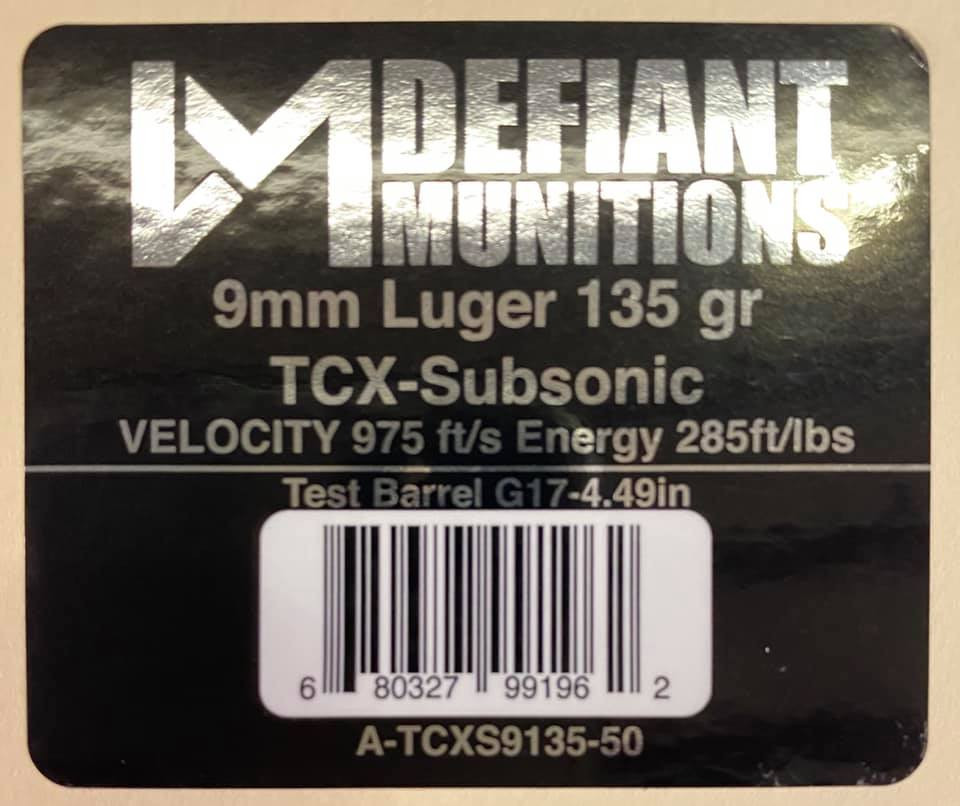 DEFIANT
MUNITIONS
9mm Luger 135 gr
TCX-Subsonic
VELOCITY 975 ft/s Energy 285ft/lbs
Test Barrel G17-4.49in
6 80327 99196 2
A-TCXS9135-50